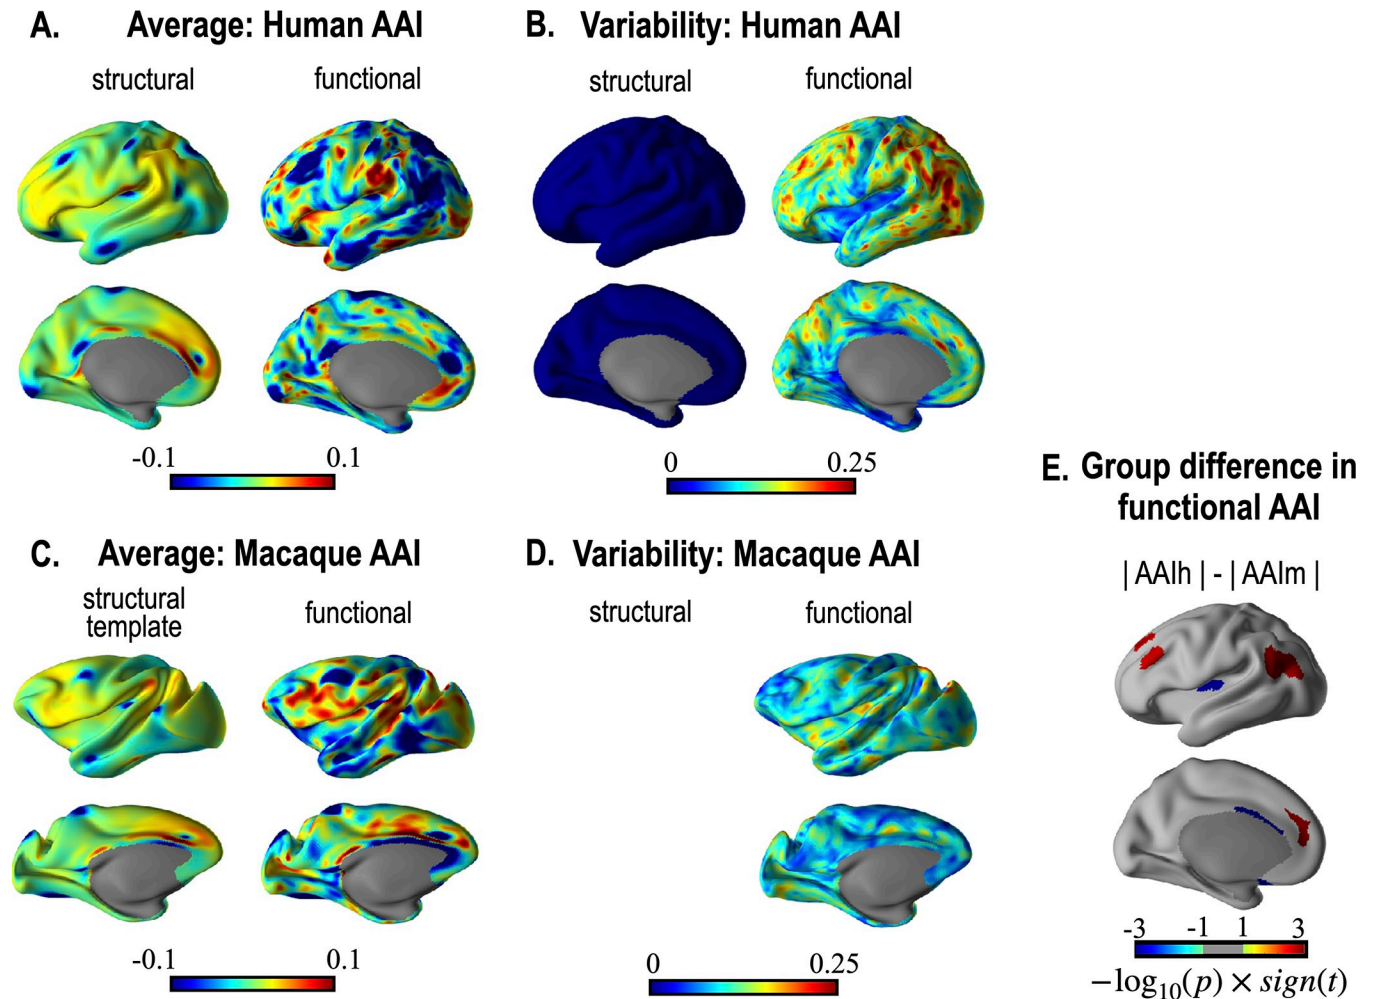 A. Average: Human AAI
structural functional
-0.1 0.1
B. Variability: Human AAI
structural functional
0 0.25
C. Average: Macaque AAI
structural
template
functional
-0.1 0.1
D. Variability: Macaque AAI
structural functional
0 0.25
E. Group difference in
functional AAI
| AAIh | - | AAIm |
-3 -1 1 3
−log₁₀(p) × sign(t)